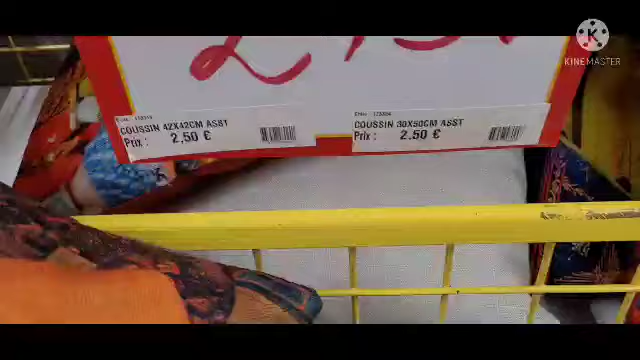 KINEMASTER
COUSSIN 42X42CM ASST
Prix : 2.50 €
COUSSIN 30X50CM ASST
Prix : 2.50 €